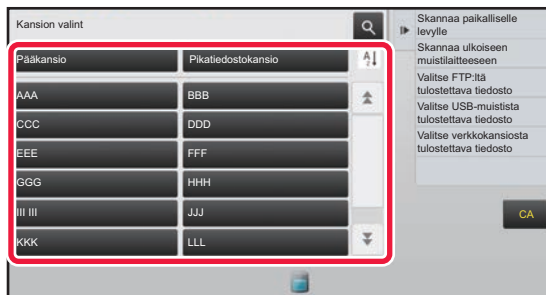 Kansion valint
Pääkansio
Pikatiedostokansio
AAA
BBB
CCC
DDD
EEE
FFF
GGG
HHH
III III
JJJ
KKK
LLL
Skannaa paikalliselle
levylle
Skannaa ulkoiseen
muistilaitteeseen
Valitse FTP:ltä
tulostettava tiedosto
Valitse USB-muistista
tulostettava tiedosto
Valitse verkkokansiosta
tulostettava tiedosto
CA